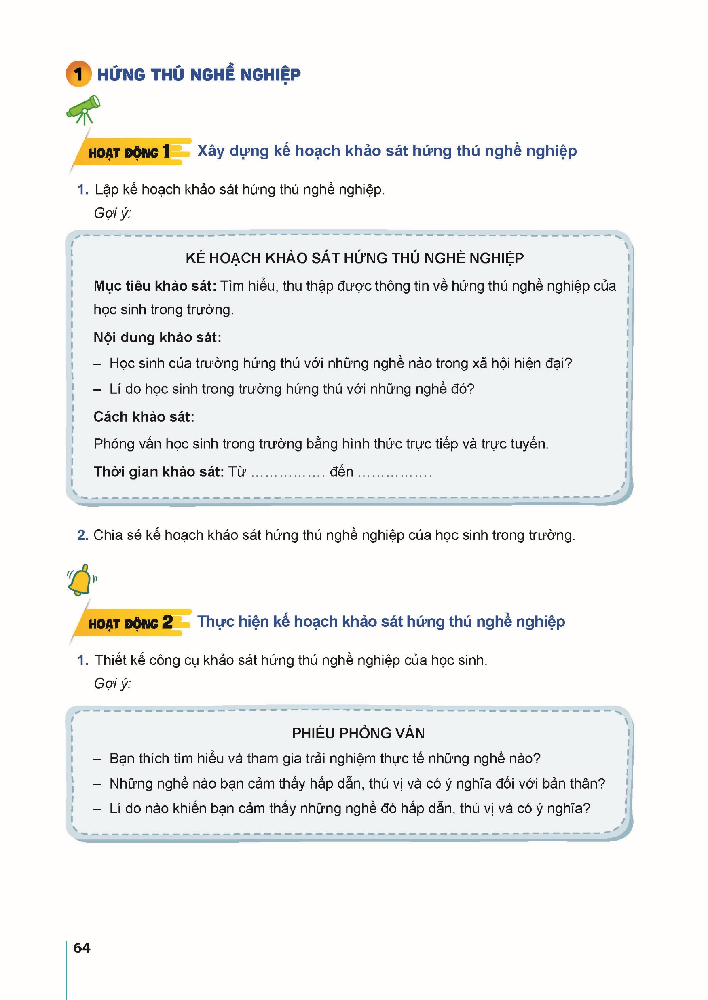 1 HỨNG THÚ NGHỀ NGHIỆP
HOẠT ĐỘNG 1 Xây dựng kế hoạch khảo sát hứng thú nghề nghiệp
1. Lập kế hoạch khảo sát hứng thú nghề nghiệp.
Gợi ý:
KẾ HOẠCH KHẢO SÁT HỨNG THÚ NGHỀ NGHIỆP
Mục tiêu khảo sát: Tìm hiểu, thu thập được thông tin về hứng thú nghề nghiệp của
học sinh trong trường.
Nội dung khảo sát:
– Học sinh của trường hứng thú với những nghề nào trong xã hội hiện đại?
– Lí do học sinh trong trường hứng thú với những nghề đó?
Cách khảo sát:
Phỏng vấn học sinh trong trường bằng hình thức trực tiếp và trực tuyến.
Thời gian khảo sát: Từ ................ đến ................
2. Chia sẻ kế hoạch khảo sát hứng thú nghề nghiệp của học sinh trong trường.
HOẠT ĐỘNG 2 Thực hiện kế hoạch khảo sát hứng thú nghề nghiệp
1. Thiết kế công cụ khảo sát hứng thú nghề nghiệp của học sinh.
Gợi ý:
PHIẾU PHỎNG VẤN
– Bạn thích tìm hiểu và tham gia trải nghiệm thực tế những nghề nào?
– Những nghề nào bạn cảm thấy hấp dẫn, thú vị và có ý nghĩa đối với bản thân?
– Lí do nào khiến bạn cảm thấy những nghề đó hấp dẫn, thú vị và có ý nghĩa?
64